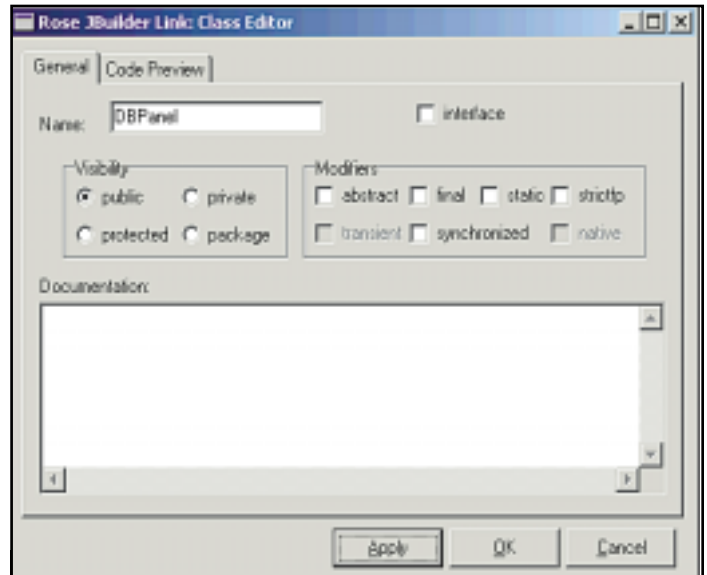 Rose JBuilder Link: Class Editor
General Code Preview
Name: DBPanel interface
Visibility Modifiers
public private abstract final static strictfp
protected package transient synchronized native
Documentation:
Apply OK Cancel